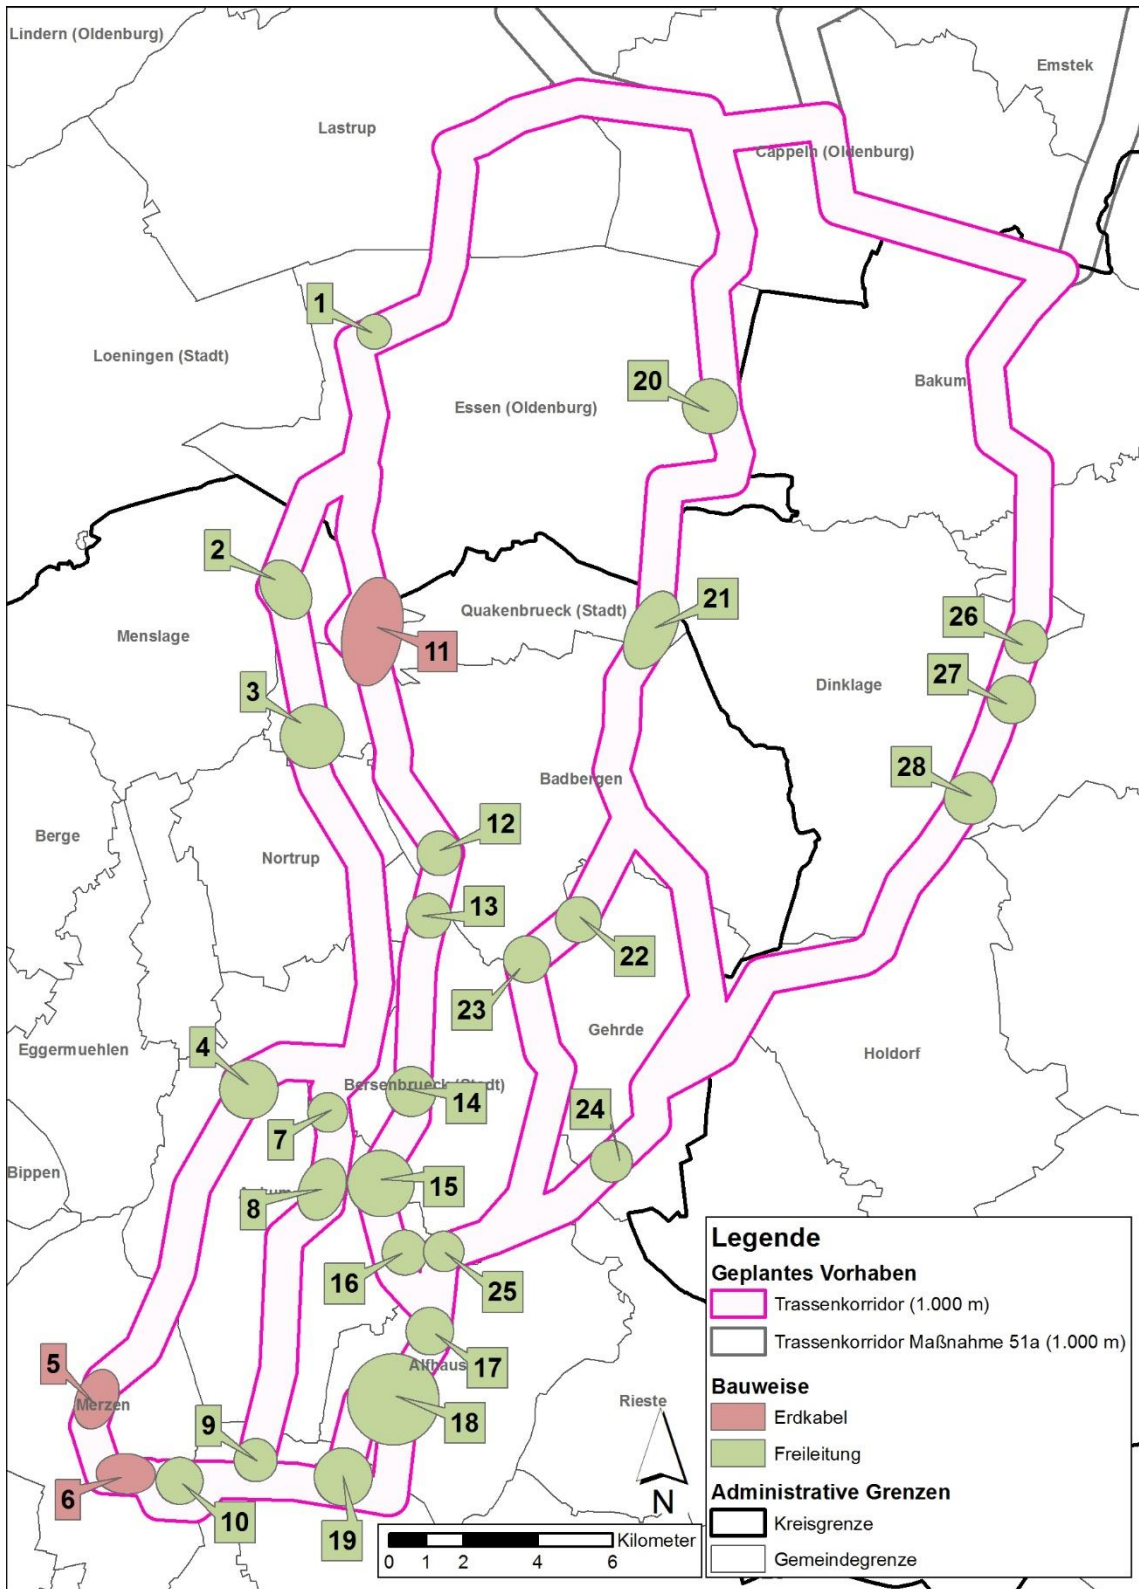 Lindern (Oldenburg)
Emstek
Lastrup
Cappeln (Oldenburg)
1
Loeningen (Stadt)
20
Bakum
Essen (Oldenburg)
2
Quakenbrueck (Stadt)
21
Menslage
11
26
3
Dinklage
27
28
Badbergen
12
Berge
Nortrup
13
22
23
Gehrde
4
Eggermuehlen
Holdorf
Bersenbrueck (Stadt)
14
24
7
Bippen
15
8
16
25
17
5
Alfhaus
Merzen
Rieste
18
9
6
10
19
N
Legende
Geplantes Vorhaben
Trassenkorridor (1.000 m)
Trassenkorridor Maßnahme 51a (1.000 m)
Bauweise
Erdkabel
Freileitung
Administrative Grenzen
Kreisgrenze
Gemeindegrenze
Kilometer
0 1 2 4 6